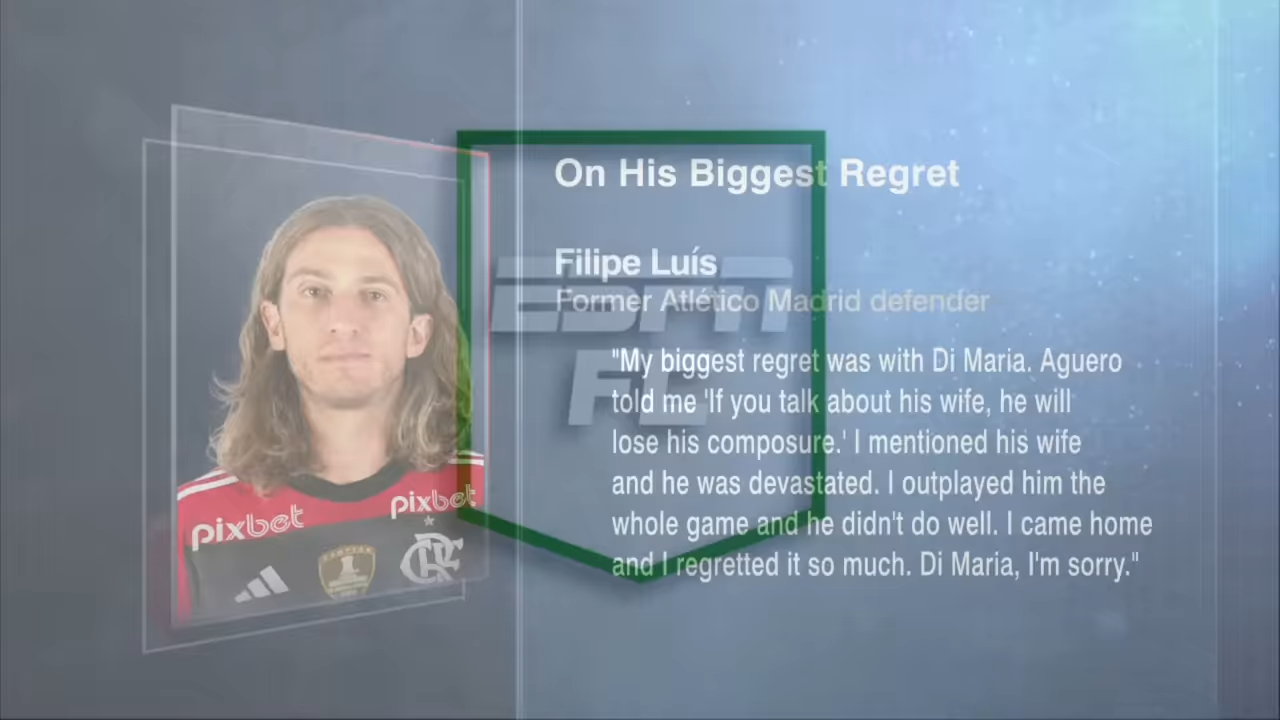 On His Biggest Regret
Filipe Luís
Former Atlético Madrid defender
ESPN
FC
"My biggest regret was with Di Maria. Aguero
told me 'If you talk about his wife, he will
lose his composure.' I mentioned his wife
and he was devastated. I outplayed him the
whole game and he didn't do well. I came home
and I regretted it so much. Di Maria, I'm sorry."
pixbet
pixbet